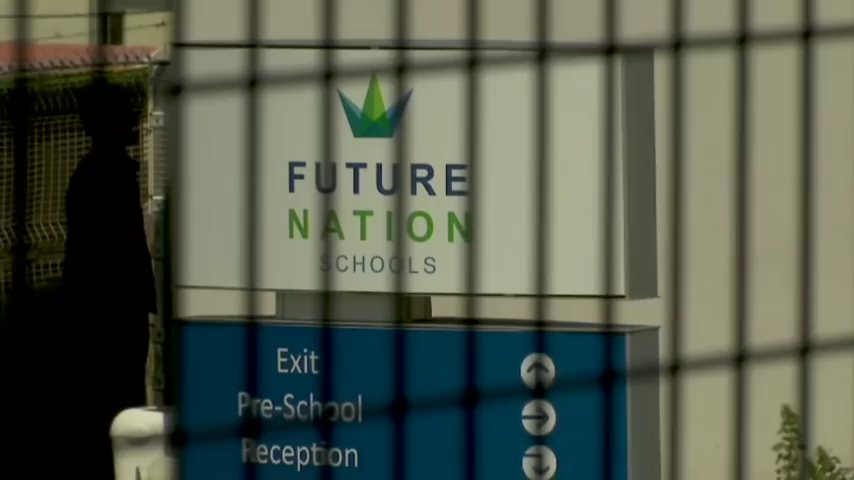 FUTURE
NATION
SCHOOLS
Exit
Pre-School
Reception